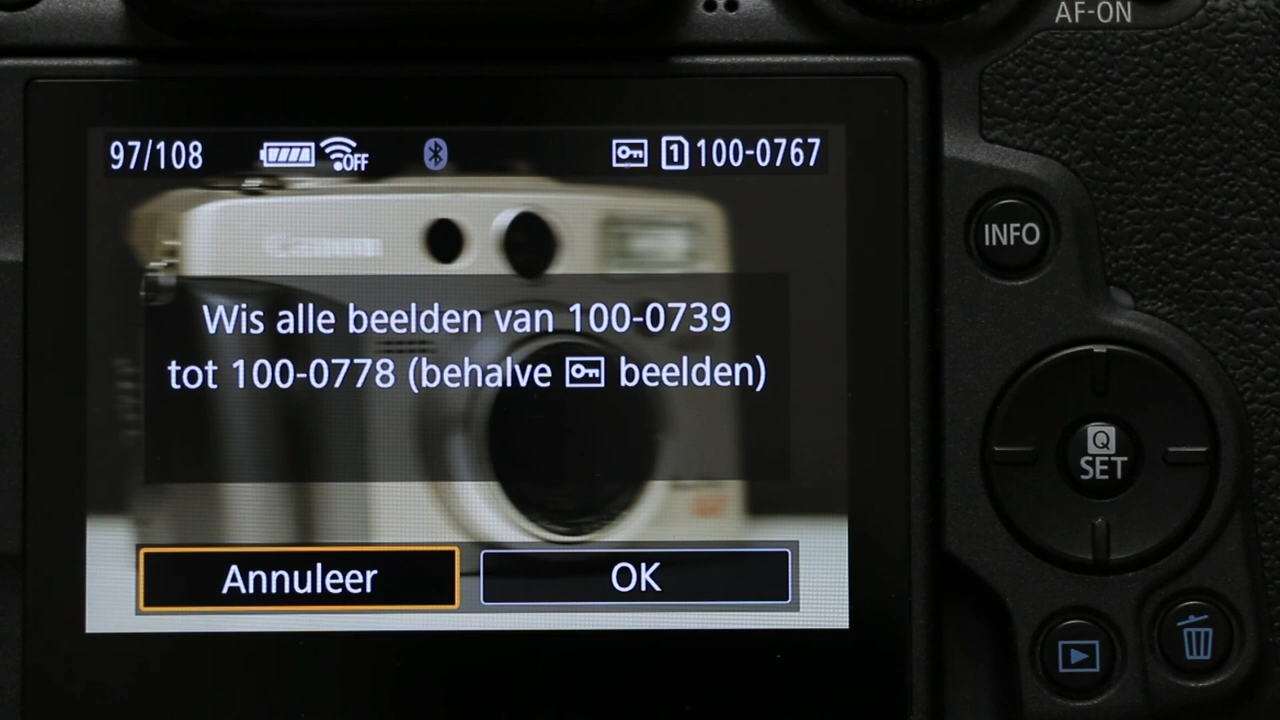 AF-ON
97/108 OFF 1 100-0767
INFO
Canon
Wis alle beelden van 100-0739
tot 100-0778 (behalve beelden)
Q
SET
Annuleer
OK